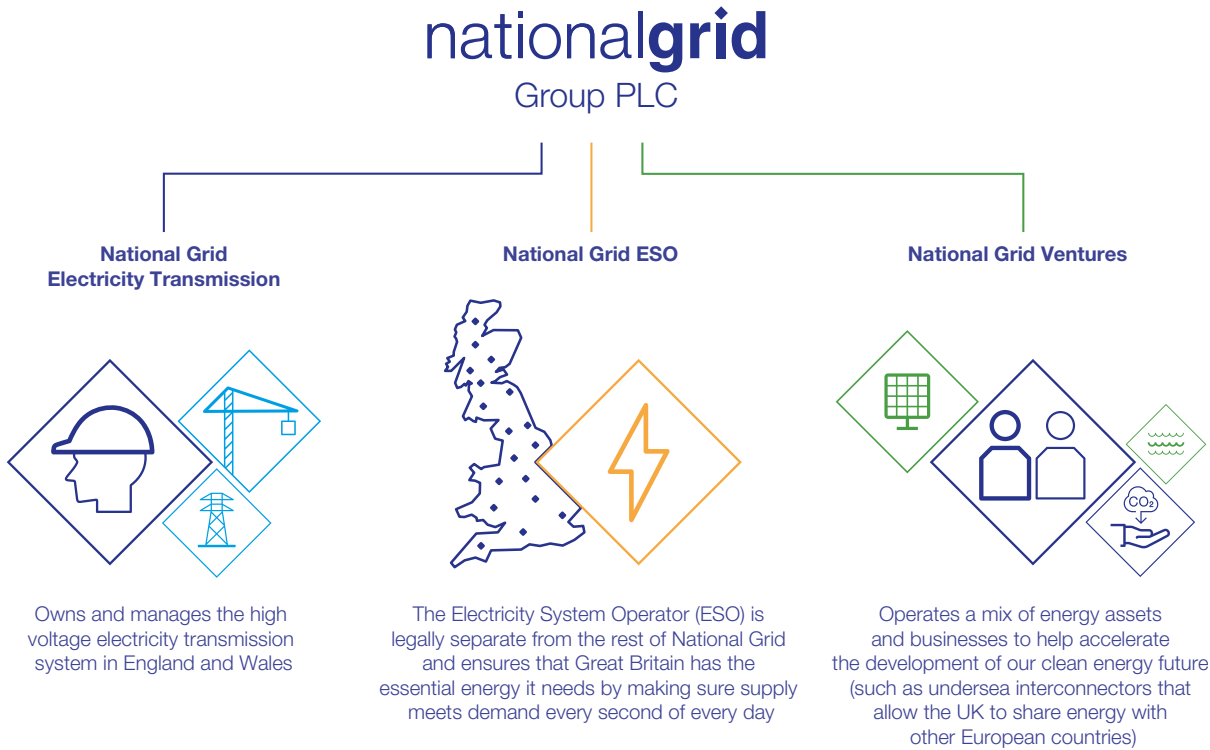 nationalgrid
Group PLC
National Grid
Electricity Transmission
Owns and manages the high
voltage electricity transmission
system in England and Wales
National Grid ESO
The Electricity System Operator (ESO) is
legally separate from the rest of National Grid
and ensures that Great Britain has the
essential energy it needs by making sure supply
meets demand every second of every day
National Grid Ventures
CO₂
Operates a mix of energy assets
and businesses to help accelerate
the development of our clean energy future
(such as undersea interconnectors that
allow the UK to share energy with
other European countries)